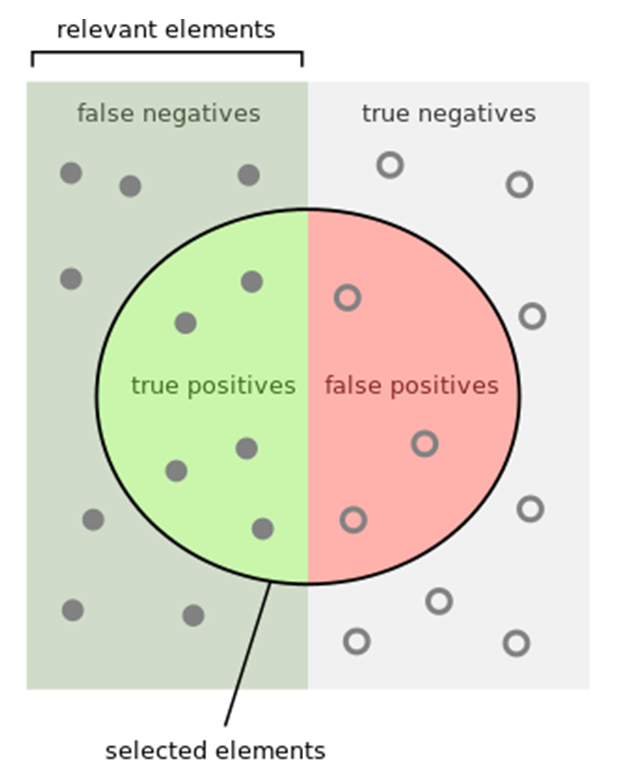 relevant elements
false negatives
true negatives
true positives
false positives
selected elements